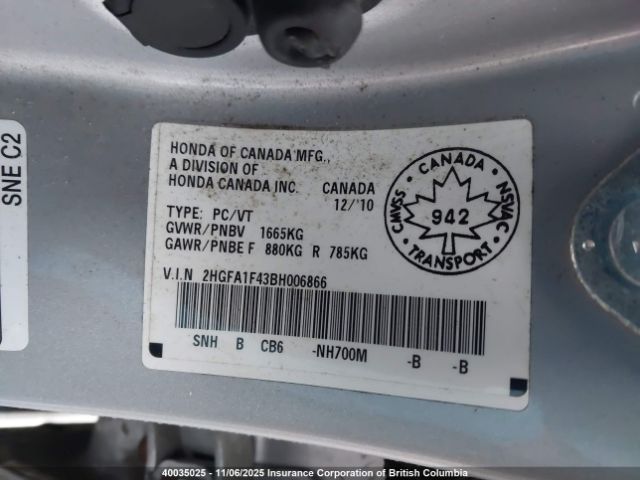 SNE C2
HONDA OF CANADA MFG.,
A DIVISION OF
HONDA CANADA INC. CANADA
12/'10
TYPE: PC/VT
GVWR/PNBV 1665KG
GAWR/PNBE F 880KG R 785KG
V.I.N 2HGFA1F43BH006866
SNH B CB6 -NH700M -B -B
CANADA
CMVSS 942 NSVAC
TRANSPORT
40035025 - 11/06/2025 Insurance Corporation of British Columbia